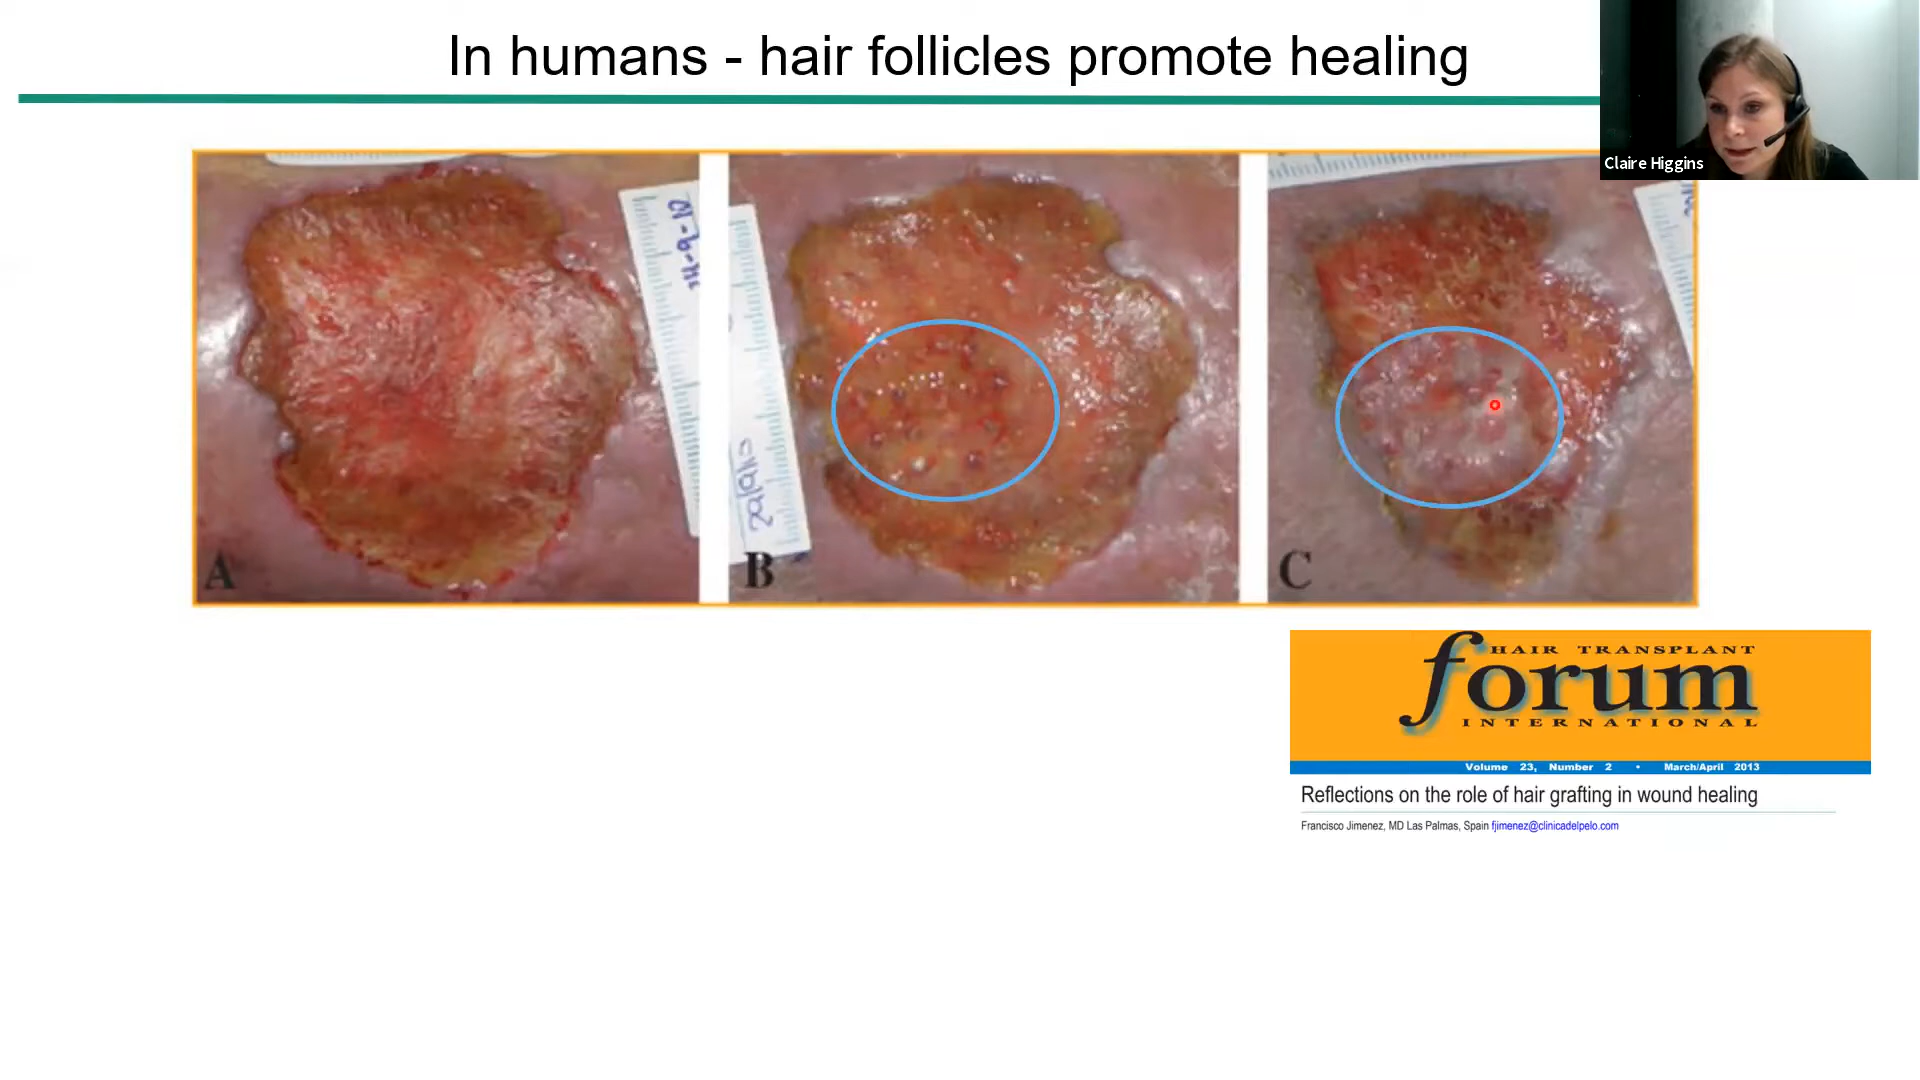 In humans - hair follicles promote healing
Claire Higgins
A
B
C
HAIR TRANSPLANT
forum
INTERNATIONAL
Volume 23, Number 2 • March/April 2013
Reflections on the role of hair grafting in wound healing
Francisco Jimenez, MD Las Palmas, Spain fjimenez@clinicadelpelo.com